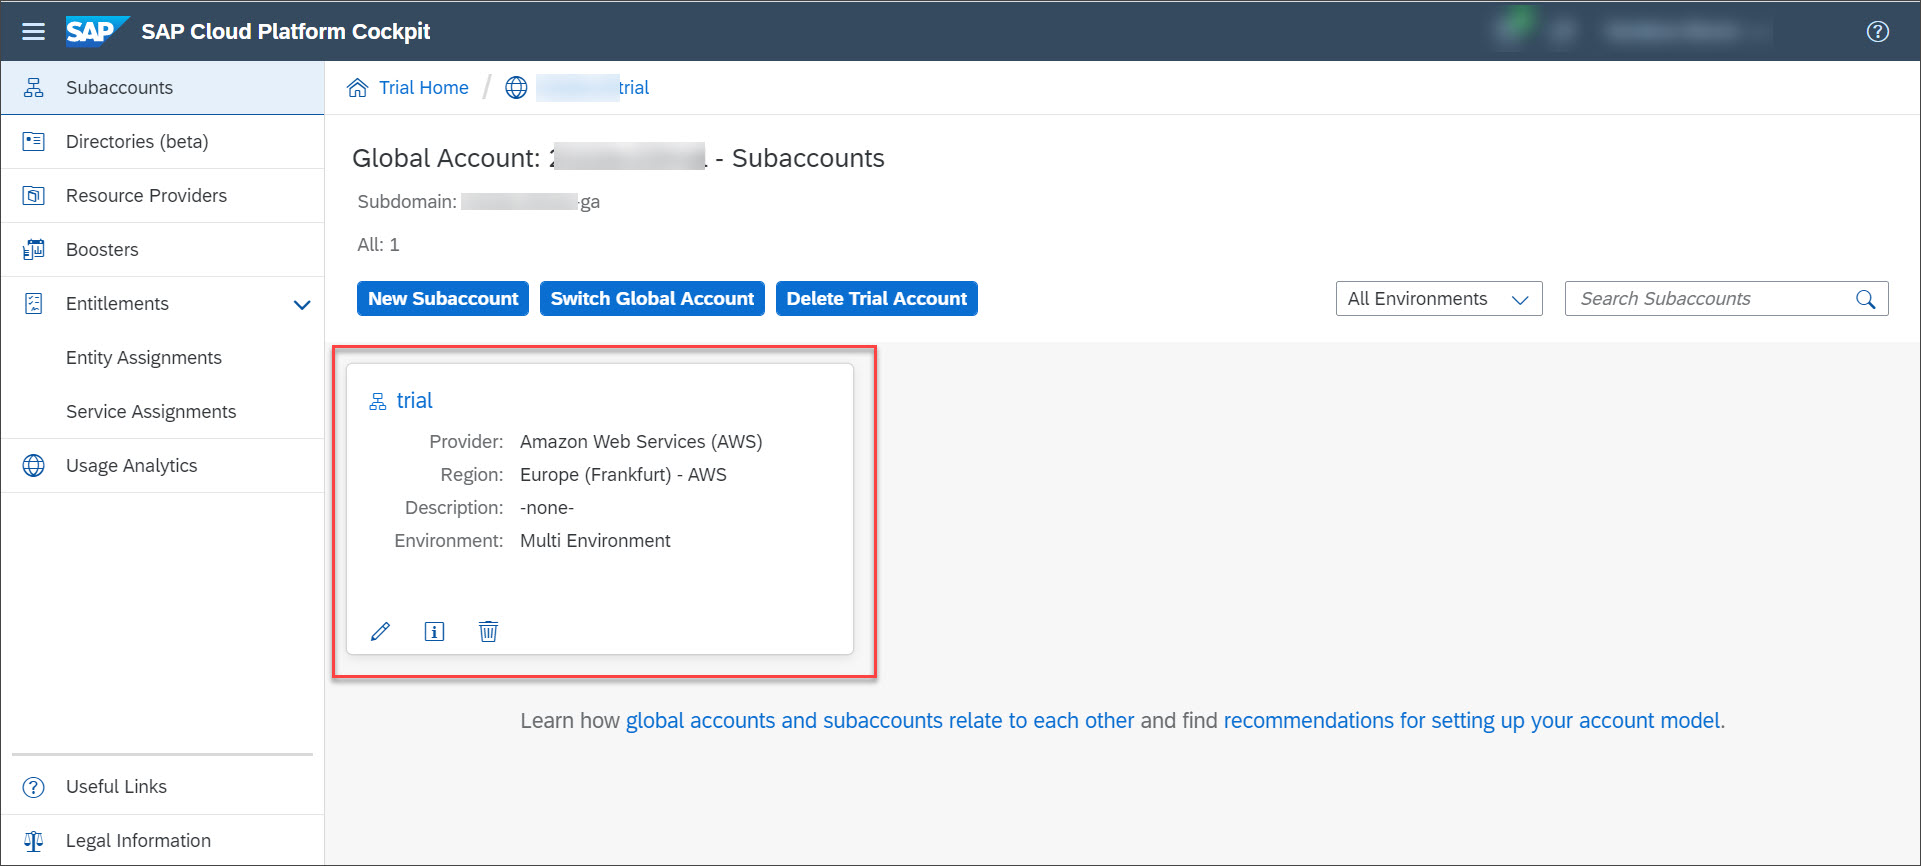 SAP SAP Cloud Platform Cockpit
Subaccounts
Directories (beta)
Resource Providers
Boosters
Entitlements
Entity Assignments
Service Assignments
Usage Analytics
Useful Links
Legal Information
Trial Home / trial
Global Account: - Subaccounts
Subdomain: -ga
All: 1
New Subaccount Switch Global Account Delete Trial Account All Environments Search Subaccounts
trial
Provider: Amazon Web Services (AWS)
Region: Europe (Frankfurt) - AWS
Description: -none-
Environment: Multi Environment
Learn how global accounts and subaccounts relate to each other and find recommendations for setting up your account model.